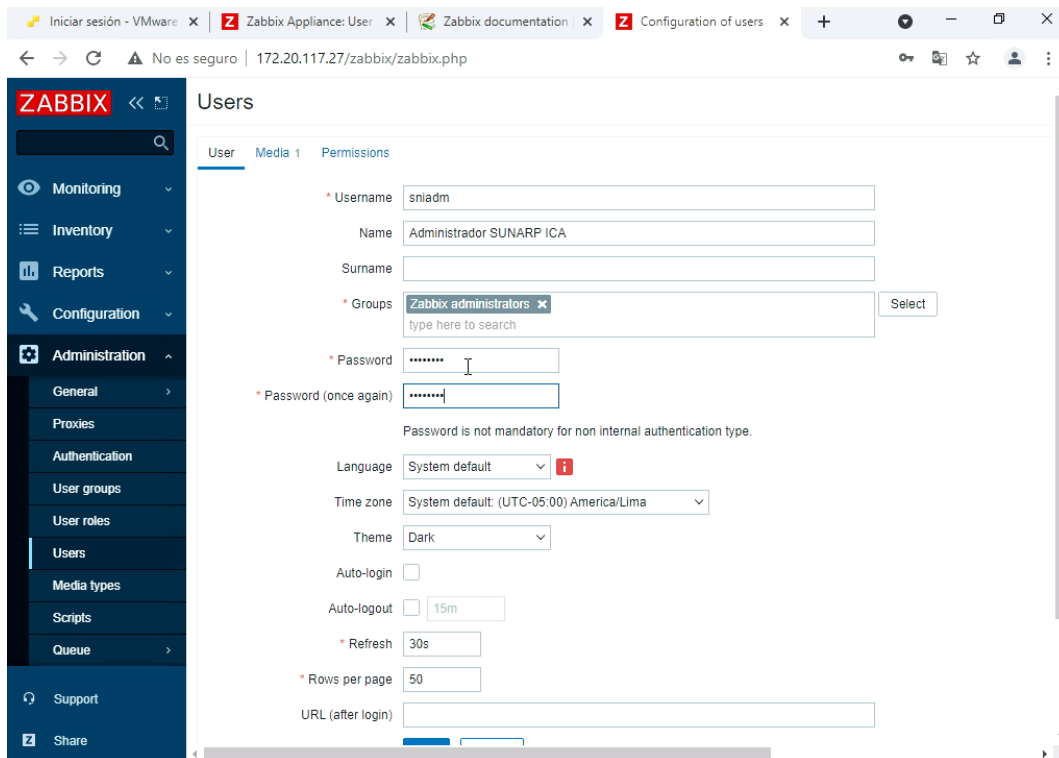 Iniciar sesión - VMware
Zabbix Appliance: User
Zabbix documentation
Configuration of users
No es seguro 172.20.117.27/zabbix/zabbix.php
ZABBIX
Users
User Media 1 Permissions
Monitoring
Inventory
Reports
Configuration
Administration
General
Proxies
Authentication
User groups
User roles
Users
Media types
Scripts
Queue
Support
Share
* Username sniadm
Name Administrador SUNARP ICA
Surname
* Groups Zabbix administrators
Select
type here to search
* Password ••••••••
* Password (once again) ••••••••
Password is not mandatory for non internal authentication type.
Language System default
Time zone System default: (UTC-05:00) America/Lima
Theme Dark
Auto-login
Auto-logout 15m
* Refresh 30s
* Rows per page 50
URL (after login)